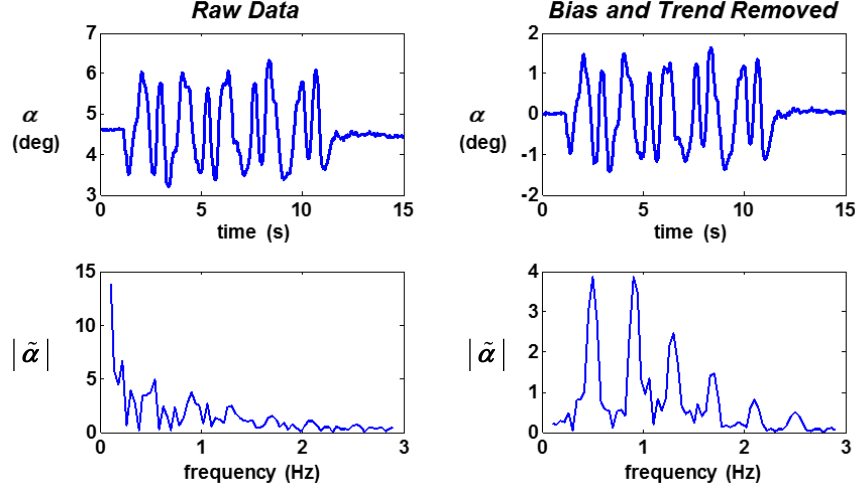 Raw Data
7
6
5
4
3
α
(deg)
0 5 10 15
time (s)
Bias and Trend Removed
2
1
0
-1
-2
α
(deg)
0 5 10 15
time (s)
15
10
5
0
| α̃ |
0 1 2 3
frequency (Hz)
4
3
2
1
0
| α̃ |
0 1 2 3
frequency (Hz)